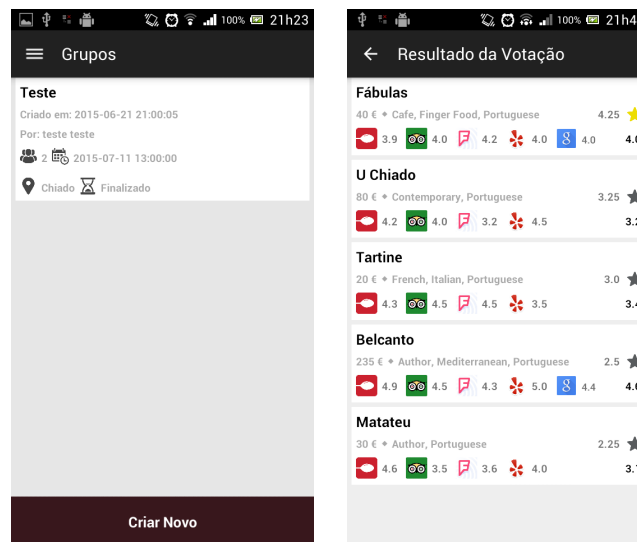 100% 21h23
Grupos
Teste
Criado em: 2015-06-21 21:00:05
Por: teste teste
2 2015-07-11 13:00:00
Chiado Finalizado
Criar Novo
100% 21h4
Resultado da Votação
Fábulas
40 € Cafe, Finger Food, Portuguese 4.25
3.9 4.0 4.2 4.0 8 4.0
U Chiado
80 € Contemporary, Portuguese 3.25
4.2 4.0 3.2 4.5
Tartine
20 € French, Italian, Portuguese 3.0
4.3 4.5 4.5 3.5
Belcanto
235 € Author, Mediterranean, Portuguese 2.5
4.9 4.5 4.3 5.0 8 4.4
Matateu
30 € Author, Portuguese 2.25
4.6 3.5 3.6 4.0